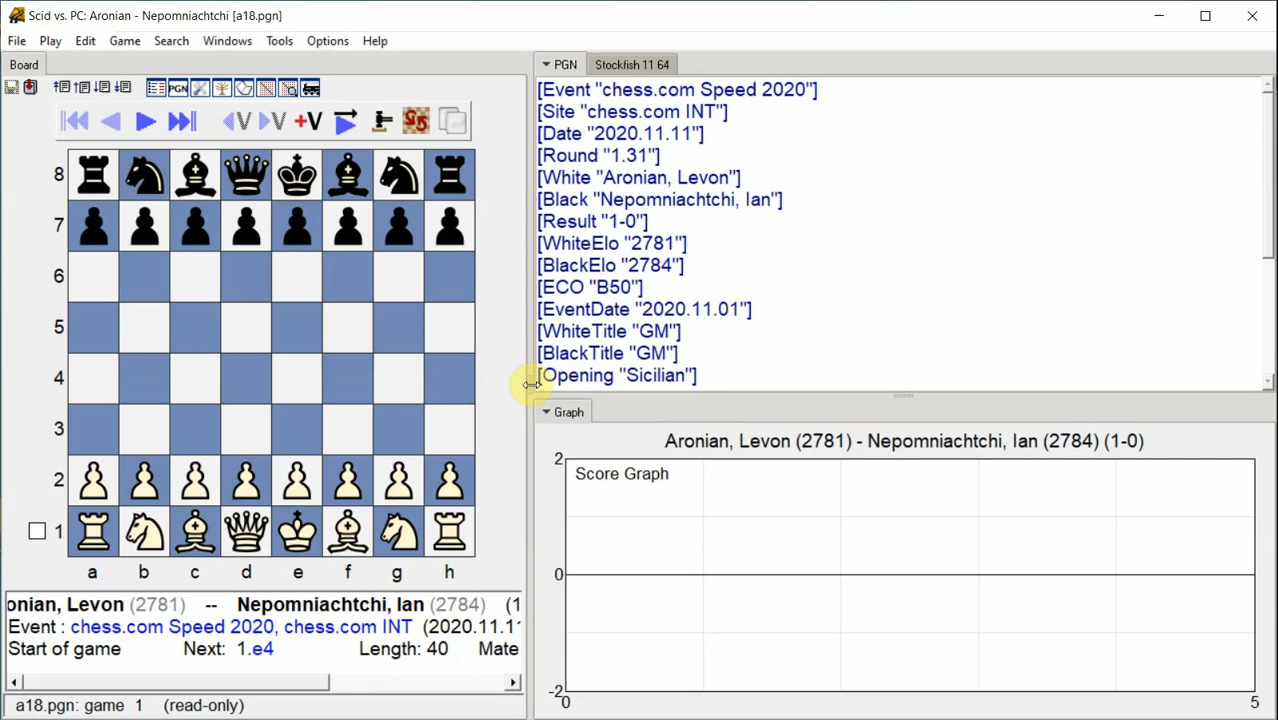 Scid vs. PC: Aronian - Nepomniachtchi [a18.pgn]
File Play Edit Game Search Windows Tools Options Help
Board
PGN
+V
8
7
6
5
4
3
2
1
a b c d e f g h
onian, Levon (2781) -- Nepomniachtchi, Ian (2784) (1
Event : chess.com Speed 2020, chess.com INT (2020.11.1
Start of game Next: 1.e4 Length: 40 Mate
a18.pgn: game 1 (read-only)
PGN Stockfish 11 64
[Event "chess.com Speed 2020"]
[Site "chess.com INT"]
[Date "2020.11.11"]
[Round "1.31"]
[White "Aronian, Levon"]
[Black "Nepomniachtchi, Ian"]
[Result "1-0"]
[WhiteElo "2781"]
[BlackElo "2784"]
[ECO "B50"]
[EventDate "2020.11.01"]
[WhiteTitle "GM"]
[BlackTitle "GM"]
[Opening "Sicilian"]
Graph
Aronian, Levon (2781) - Nepomniachtchi, Ian (2784) (1-0)
Score Graph
2
0
-2
0 5